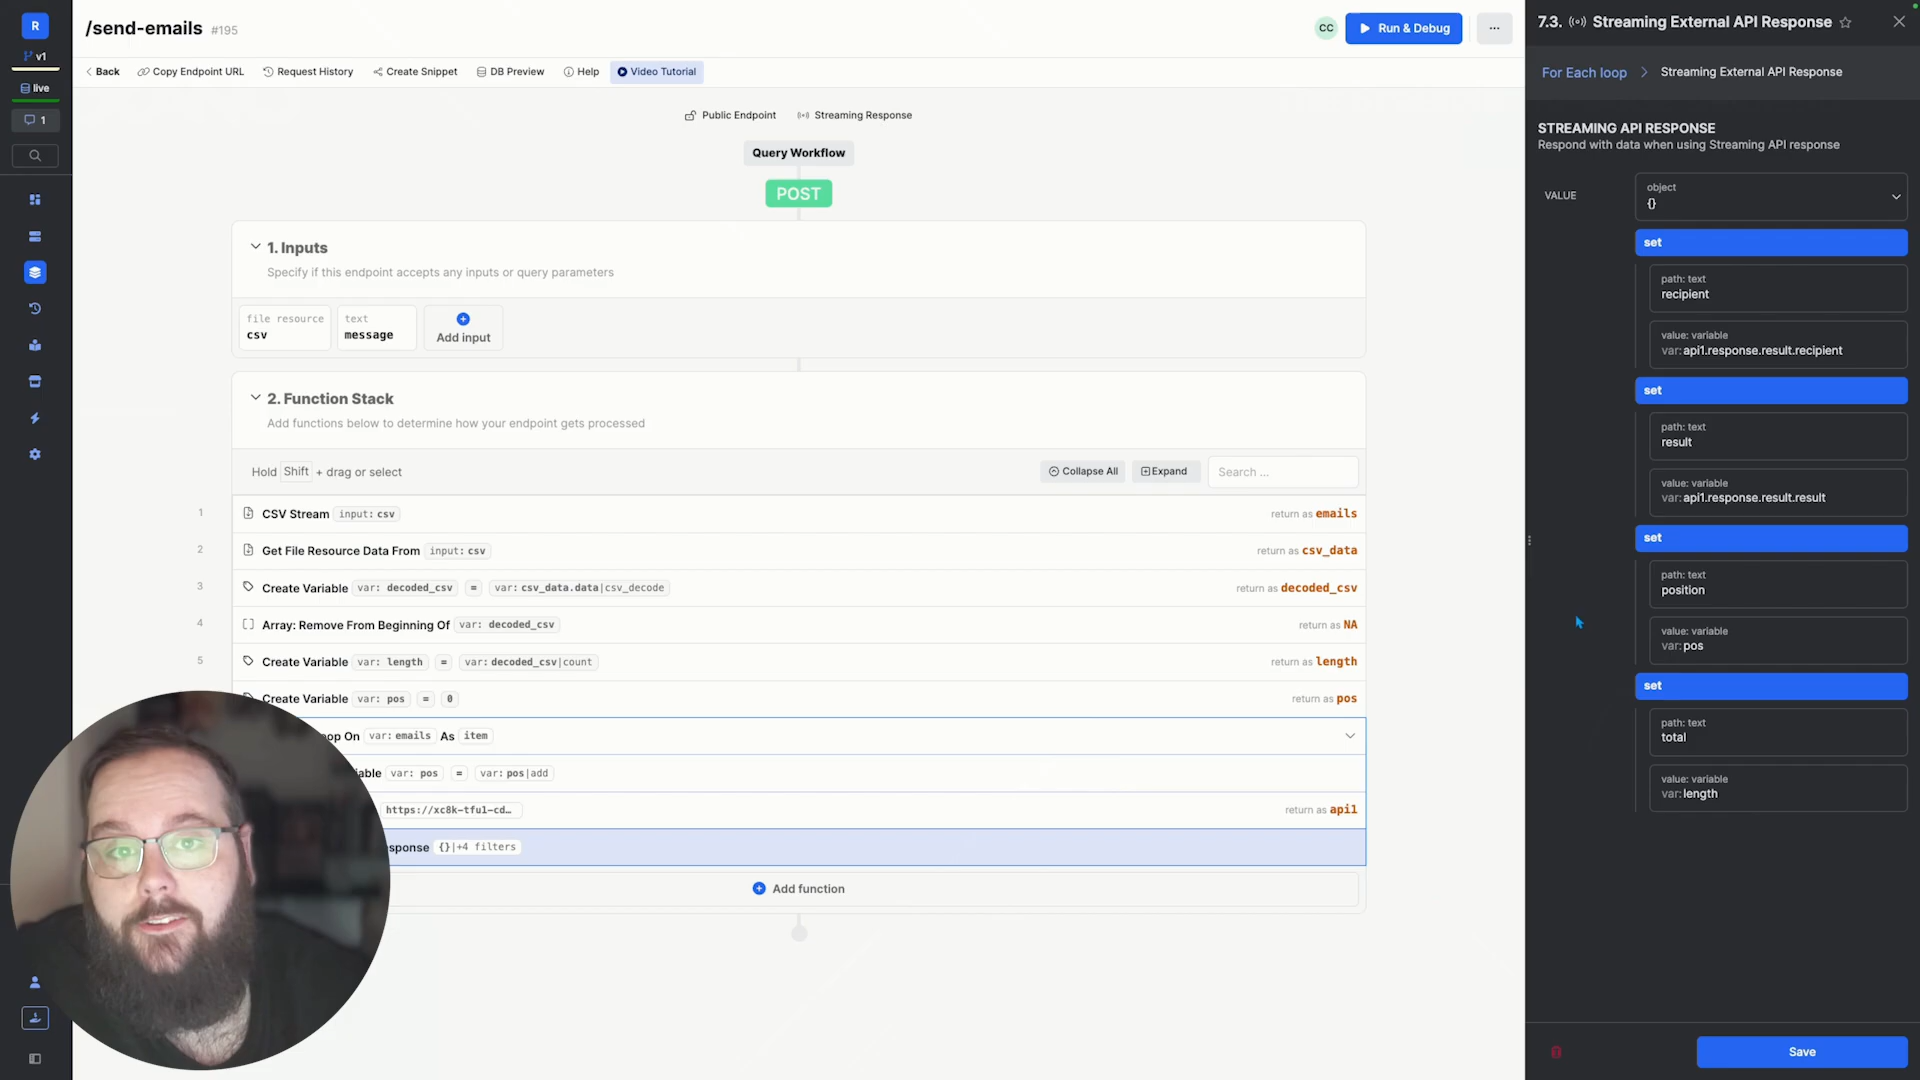 R
v1
live
1
/send-emails #195
CC
Run & Debug
...
Back
Copy Endpoint URL
Request History
Create Snippet
DB Preview
Help
Video Tutorial
Public Endpoint
Streaming Response
Query Workflow
POST
1. Inputs
Specify if this endpoint accepts any inputs or query parameters
file resource
csv
text
message
Add input
2. Function Stack
Add functions below to determine how your endpoint gets processed
Hold Shift + drag or select
Collapse All
Expand
Search ...
1 CSV Stream input: csv return as emails
2 Get File Resource Data From input: csv return as csv_data
3 Create Variable var: decoded_csv = var: csv_data.data|csv_decode return as decoded_csv
4 Array: Remove From Beginning Of var: decoded_csv return as NA
5 Create Variable var: length = var: decoded_csv|count return as length
Create Variable var: pos = 0 return as pos
op On var: emails As item
able var: pos = var: pos|add
https://xc8k-tful-cd… return as api1
sponse {}|+4 filters
Add function
7.3. Streaming External API Response
For Each loop > Streaming External API Response
STREAMING API RESPONSE
Respond with data when using Streaming API response
VALUE
object
{}
set
path: text
recipient
value: variable
var: api1.response.result.recipient
set
path: text
result
value: variable
var: api1.response.result.result
set
path: text
position
value: variable
var: pos
set
path: text
total
value: variable
var: length
Save